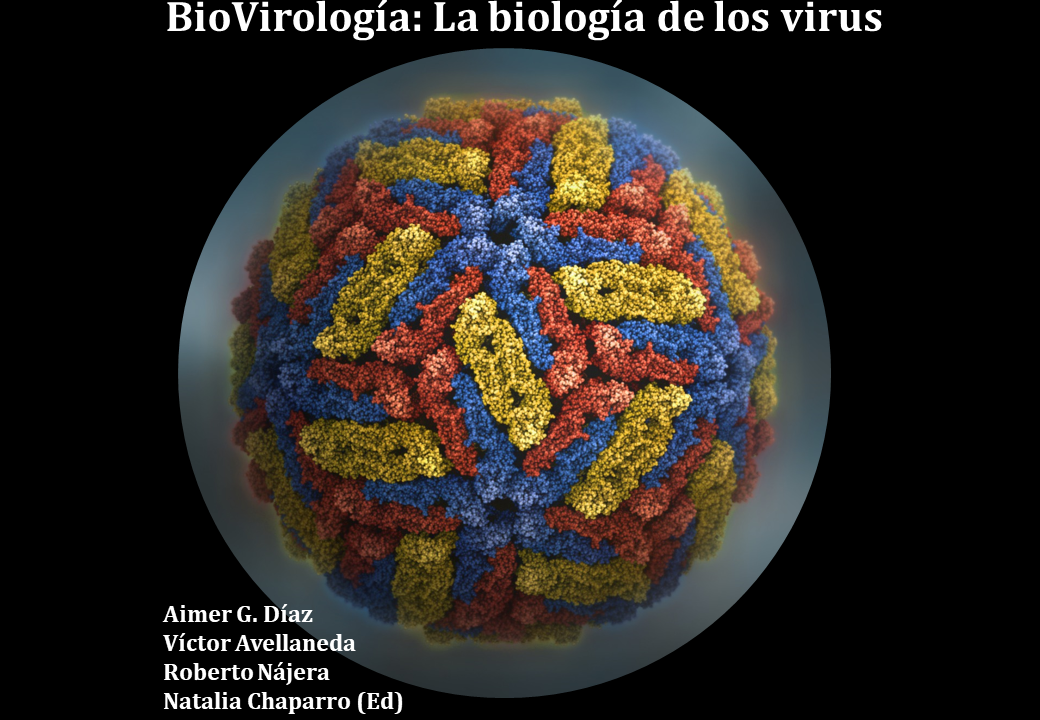 BioVirología: La biología de los virus
Aimer G. Díaz
Víctor Avellaneda
Roberto Nájera
Natalia Chaparro (Ed)